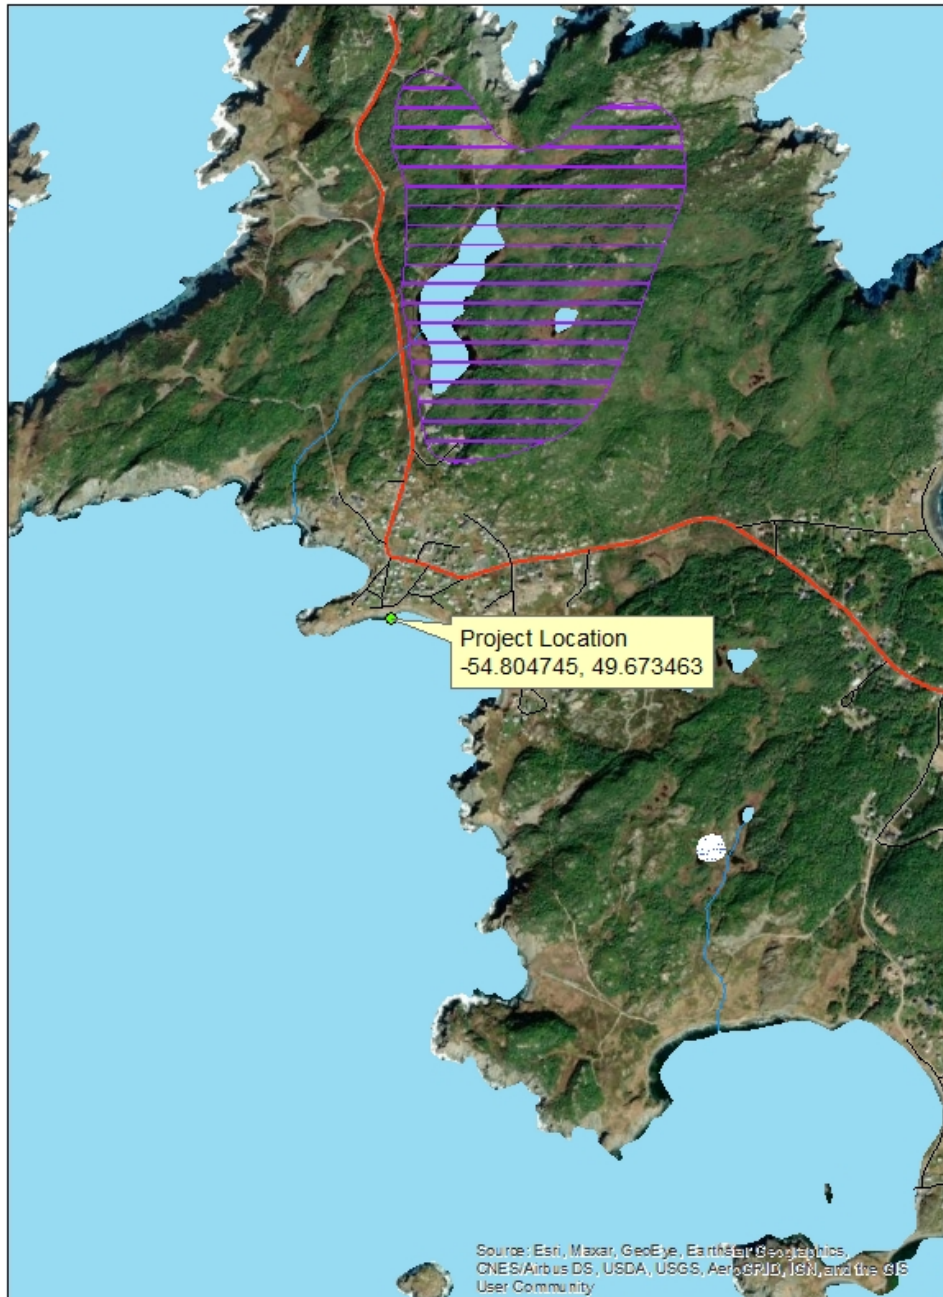 Project Location
-54.804745, 49.673463
Source: Esri, Maxar, GeoEye, Earthstar Geographics,
CNES/Airbus DS, USDA, USGS, AeroGRID, IGN, and the GIS
User Community